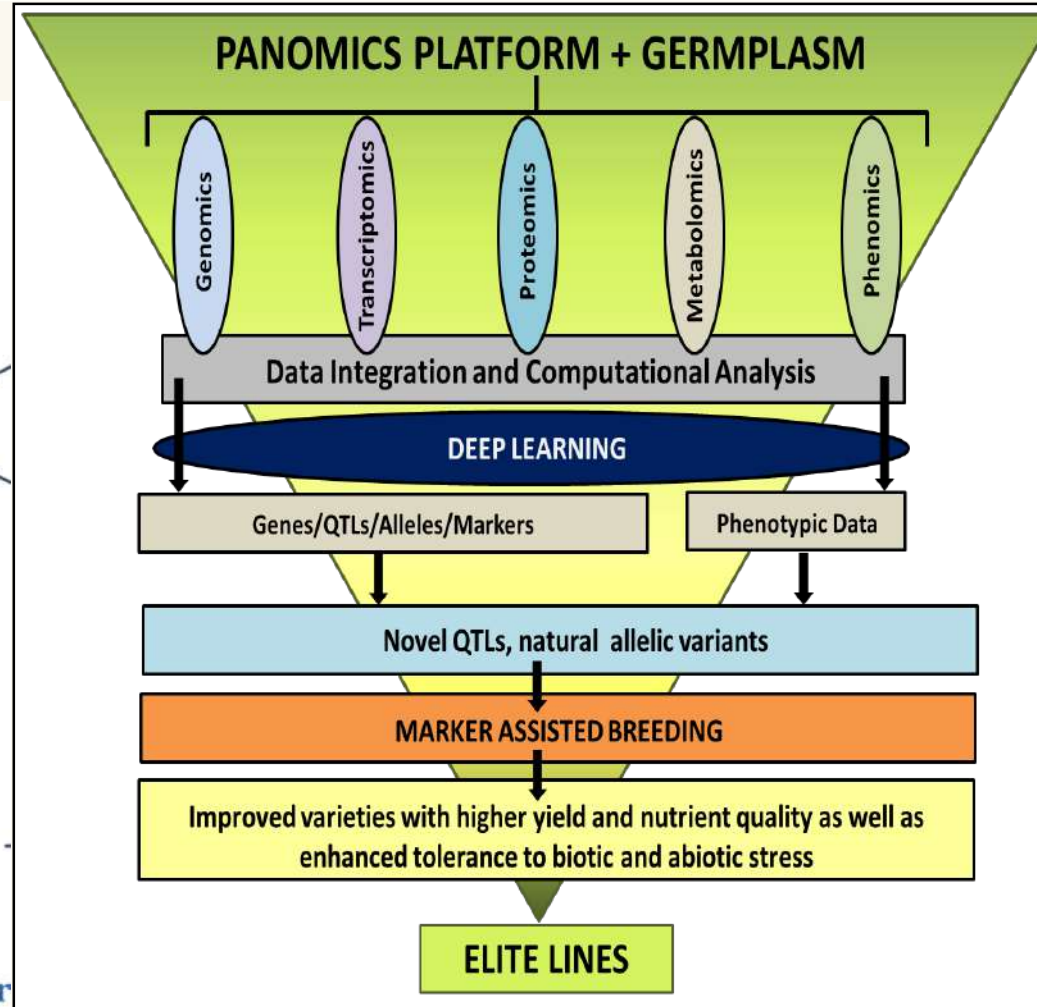 PANOMICS PLATFORM + GERMPLASM
Genomics
Transcriptomics
Proteomics
Metabolomics
Phenomics
Data Integration and Computational Analysis
DEEP LEARNING
Genes/QTLs/Alleles/Markers
Phenotypic Data
Novel QTLs, natural allelic variants
MARKER ASSISTED BREEDING
Improved varieties with higher yield and nutrient quality as well as
enhanced tolerance to biotic and abiotic stress
ELITE LINES